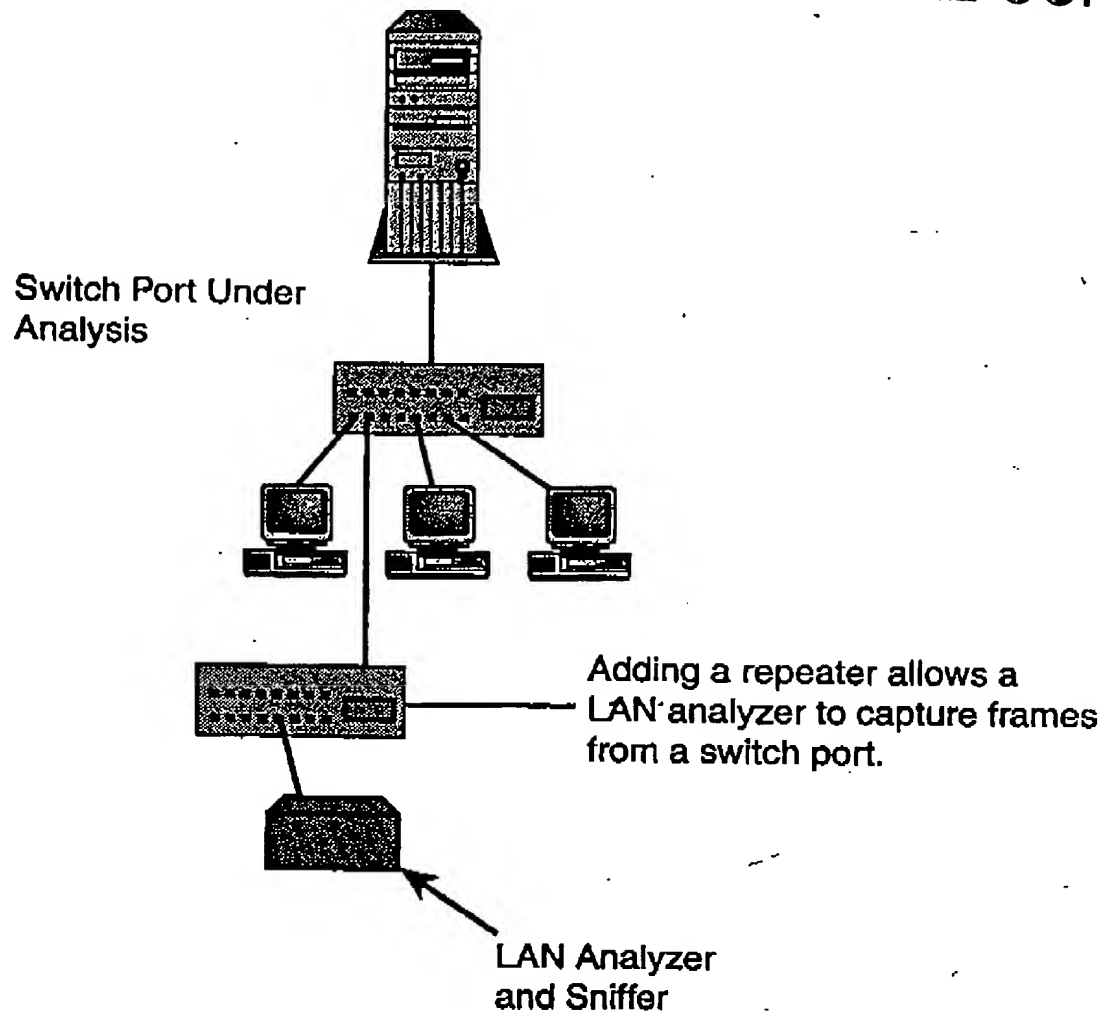 Switch Port Under
Analysis
Adding a repeater allows a
LAN analyzer to capture frames
from a switch port.
LAN Analyzer
and Sniffer